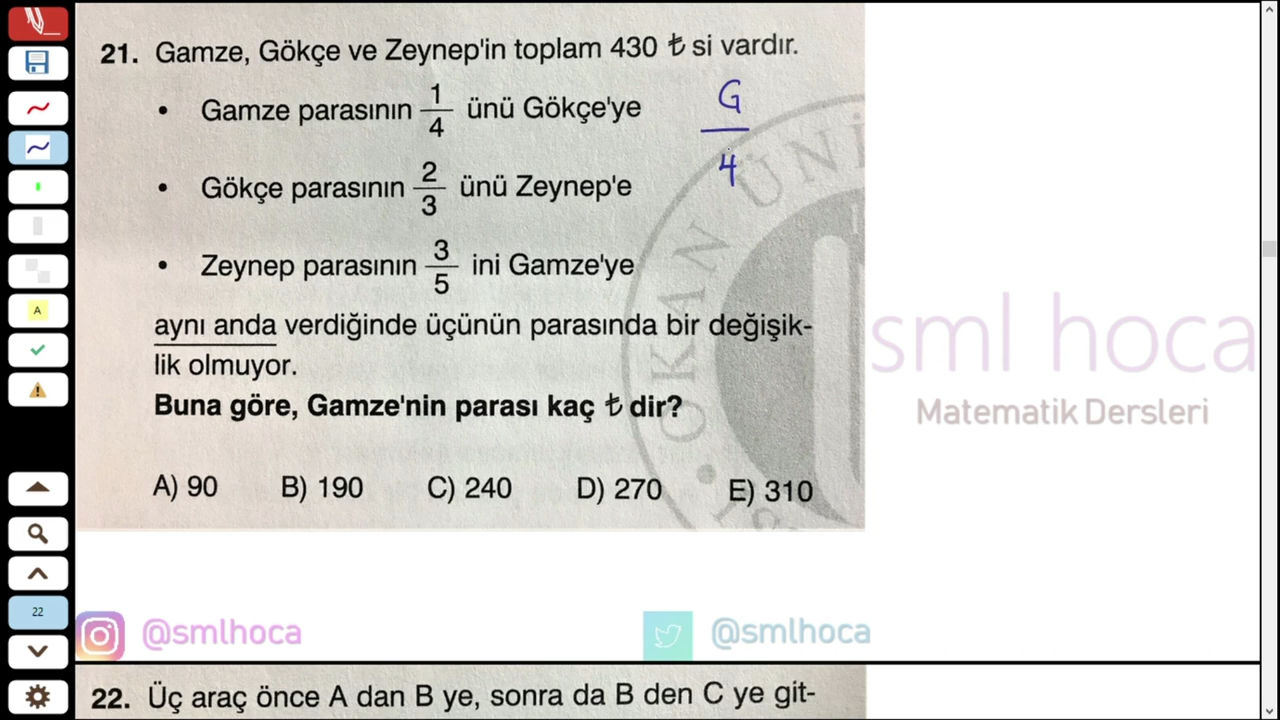 21. Gamze, Gökçe ve Zeynep'in toplam 430 ₺ si vardır.
• Gamze parasının 1/4 ünü Gökçe'ye
G/4
• Gökçe parasının 2/3 ünü Zeynep'e
• Zeynep parasının 3/5 ini Gamze'ye
aynı anda verdiğinde üçünün parasında bir değişik-
lik olmuyor.
Buna göre, Gamze'nin parası kaç ₺ dir?
A) 90 B) 190 C) 240 D) 270 E) 310
OKAN ÜNİ
sml hoca
Matematik Dersleri
@smlhoca
@smlhoca
A
22
22. Üç araç önce A dan B ye, sonra da B den C ye git-